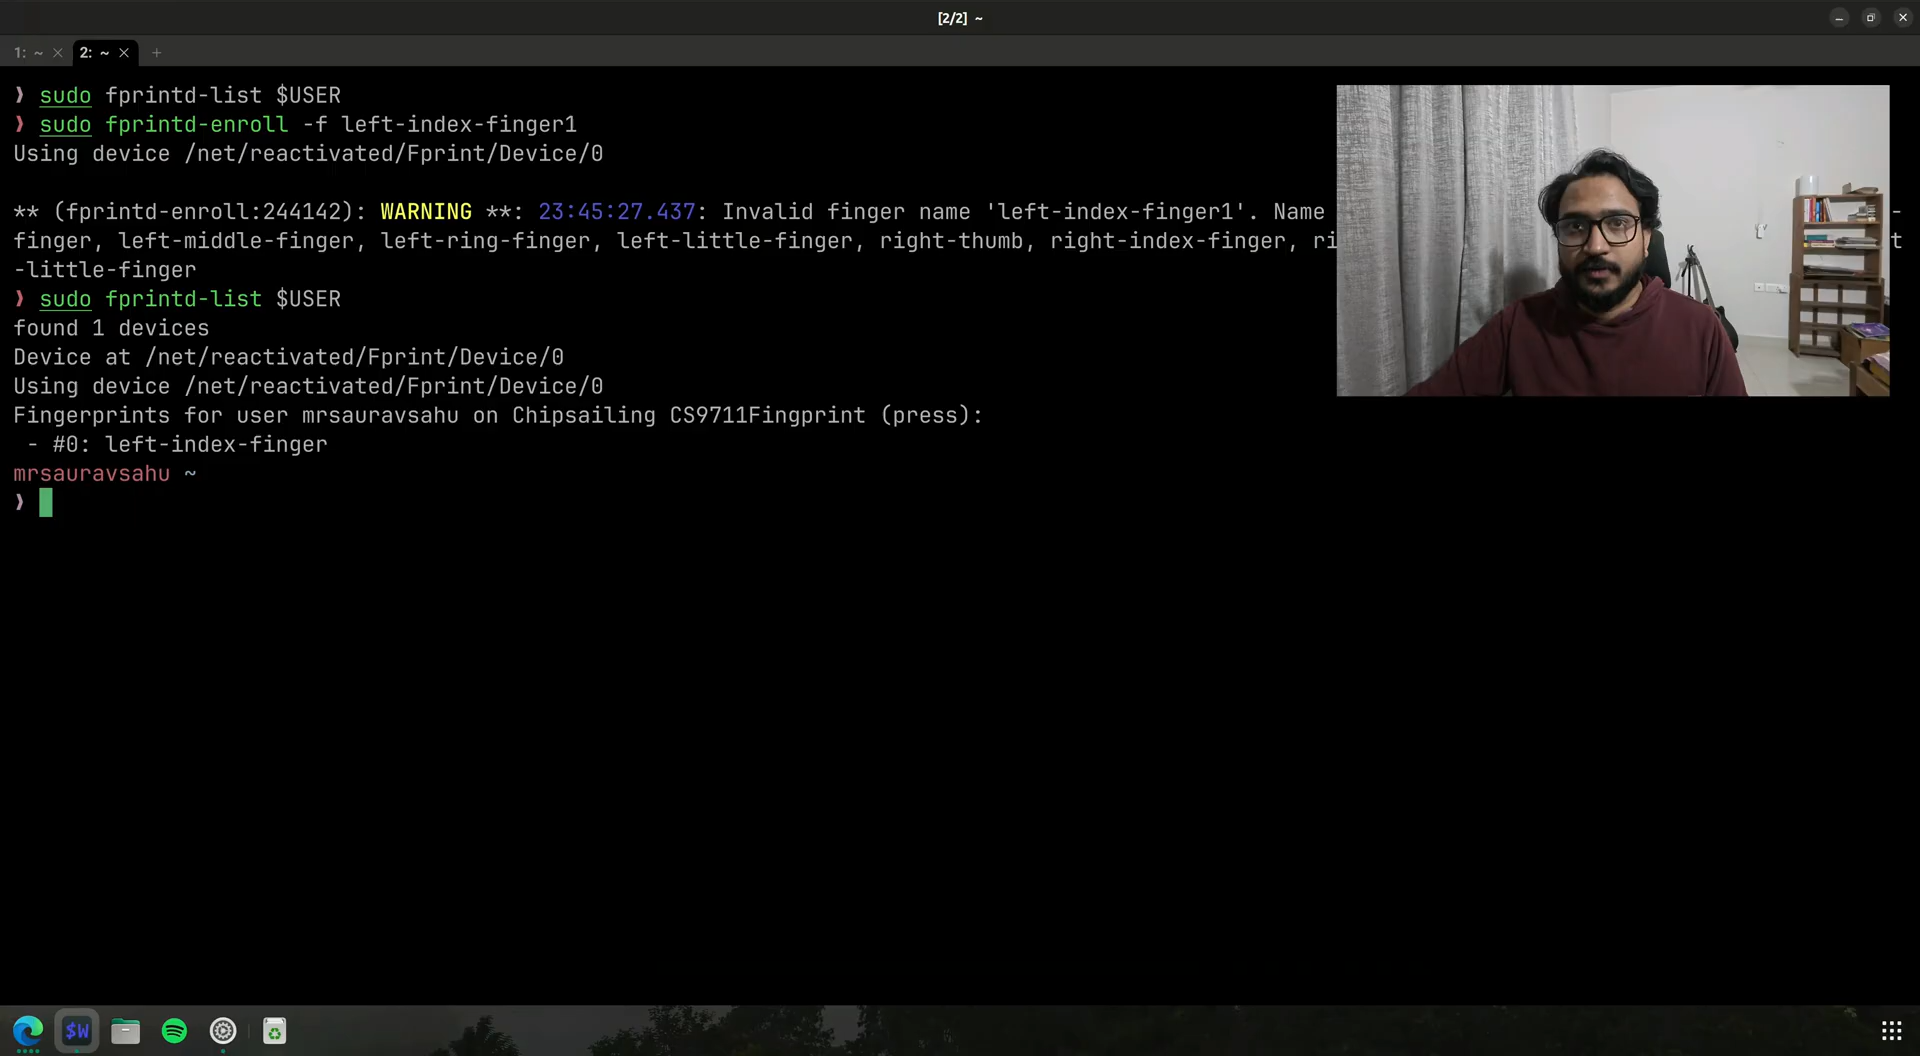 [2/2] ~
1: ~ × 2: ~ × +
❯ sudo fprintd-list $USER
❯ sudo fprintd-enroll -f left-index-finger1
Using device /net/reactivated/Fprint/Device/0
** (fprintd-enroll:244142): WARNING **: 23:45:27.437: Invalid finger name 'left-index-finger1'. Name -
finger, left-middle-finger, left-ring-finger, left-little-finger, right-thumb, right-index-finger, ri t
-little-finger
❯ sudo fprintd-list $USER
found 1 devices
Device at /net/reactivated/Fprint/Device/0
Using device /net/reactivated/Fprint/Device/0
Fingerprints for user mrsauravsahu on Chipsailing CS9711Fingprint (press):
- #0: left-index-finger
mrsauravsahu ~
❯
$W